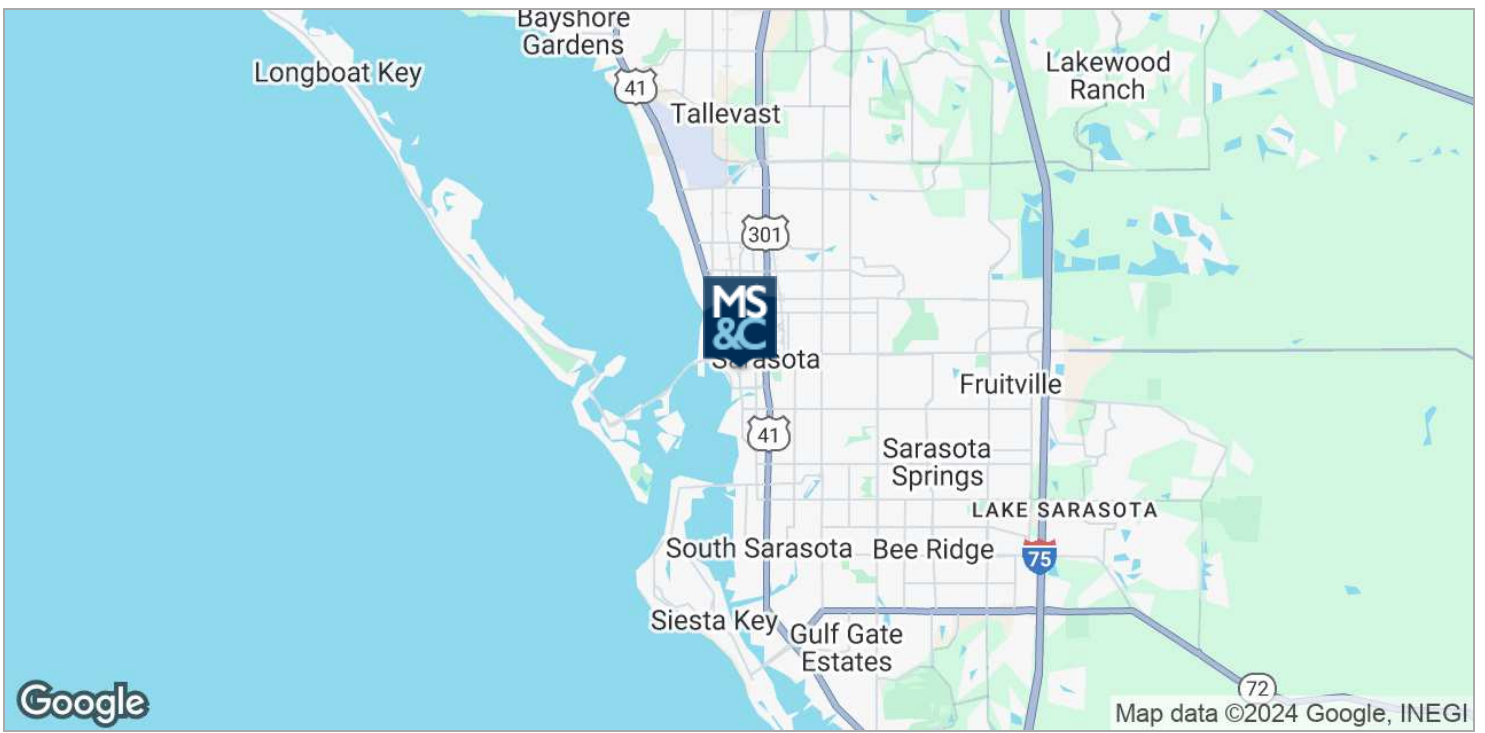 Bayshore
Gardens
Longboat Key
41
Lakewood
Ranch
Tallevast
301
MS
&C
Sarasota
Fruitville
41
Sarasota
Springs
LAKE SARASOTA
South Sarasota
Bee Ridge
75
Siesta Key
Gulf Gate
Estates
72
Google
Map data ©2024 Google, INEGI